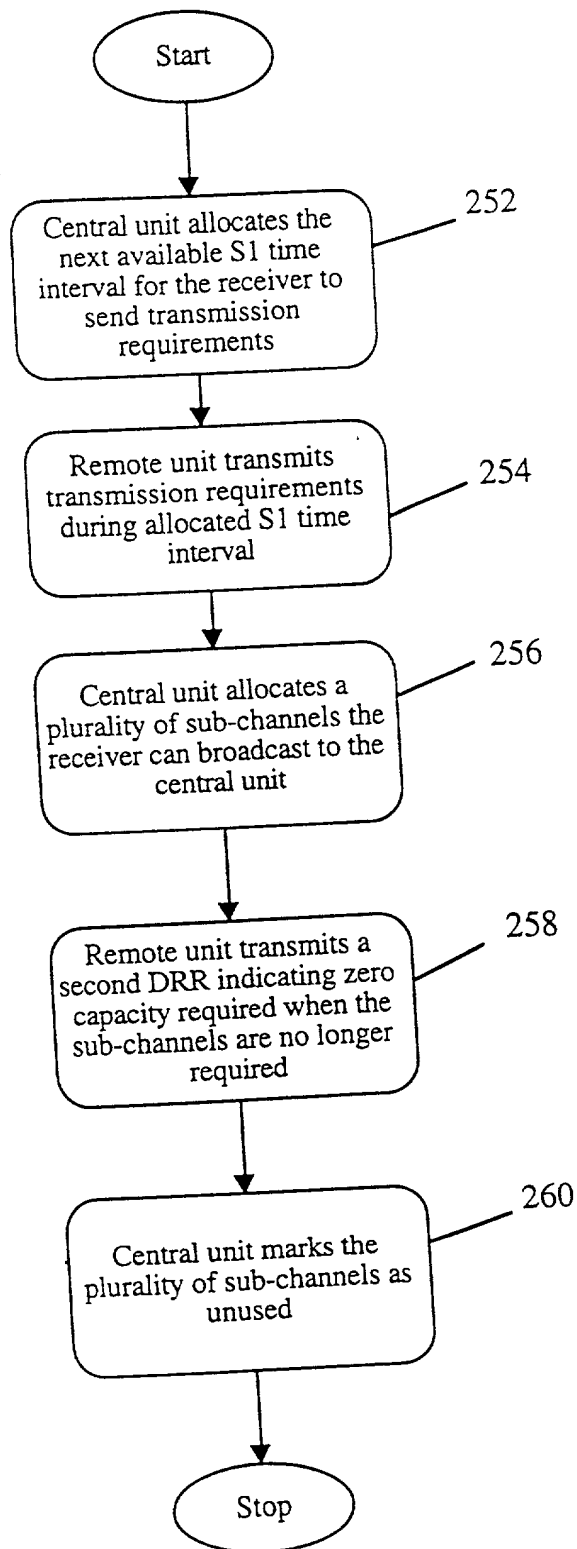 Start
Central unit allocates the
next available S1 time
interval for the receiver to
send transmission
requirements
252
Remote unit transmits
transmission requirements
during allocated S1 time
interval
254
Central unit allocates a
plurality of sub-channels the
receiver can broadcast to the
central unit
256
Remote unit transmits a
second DRR indicating zero
capacity required when the
sub-channels are no longer
required
258
Central unit marks the
plurality of sub-channels as
unused
260
Stop